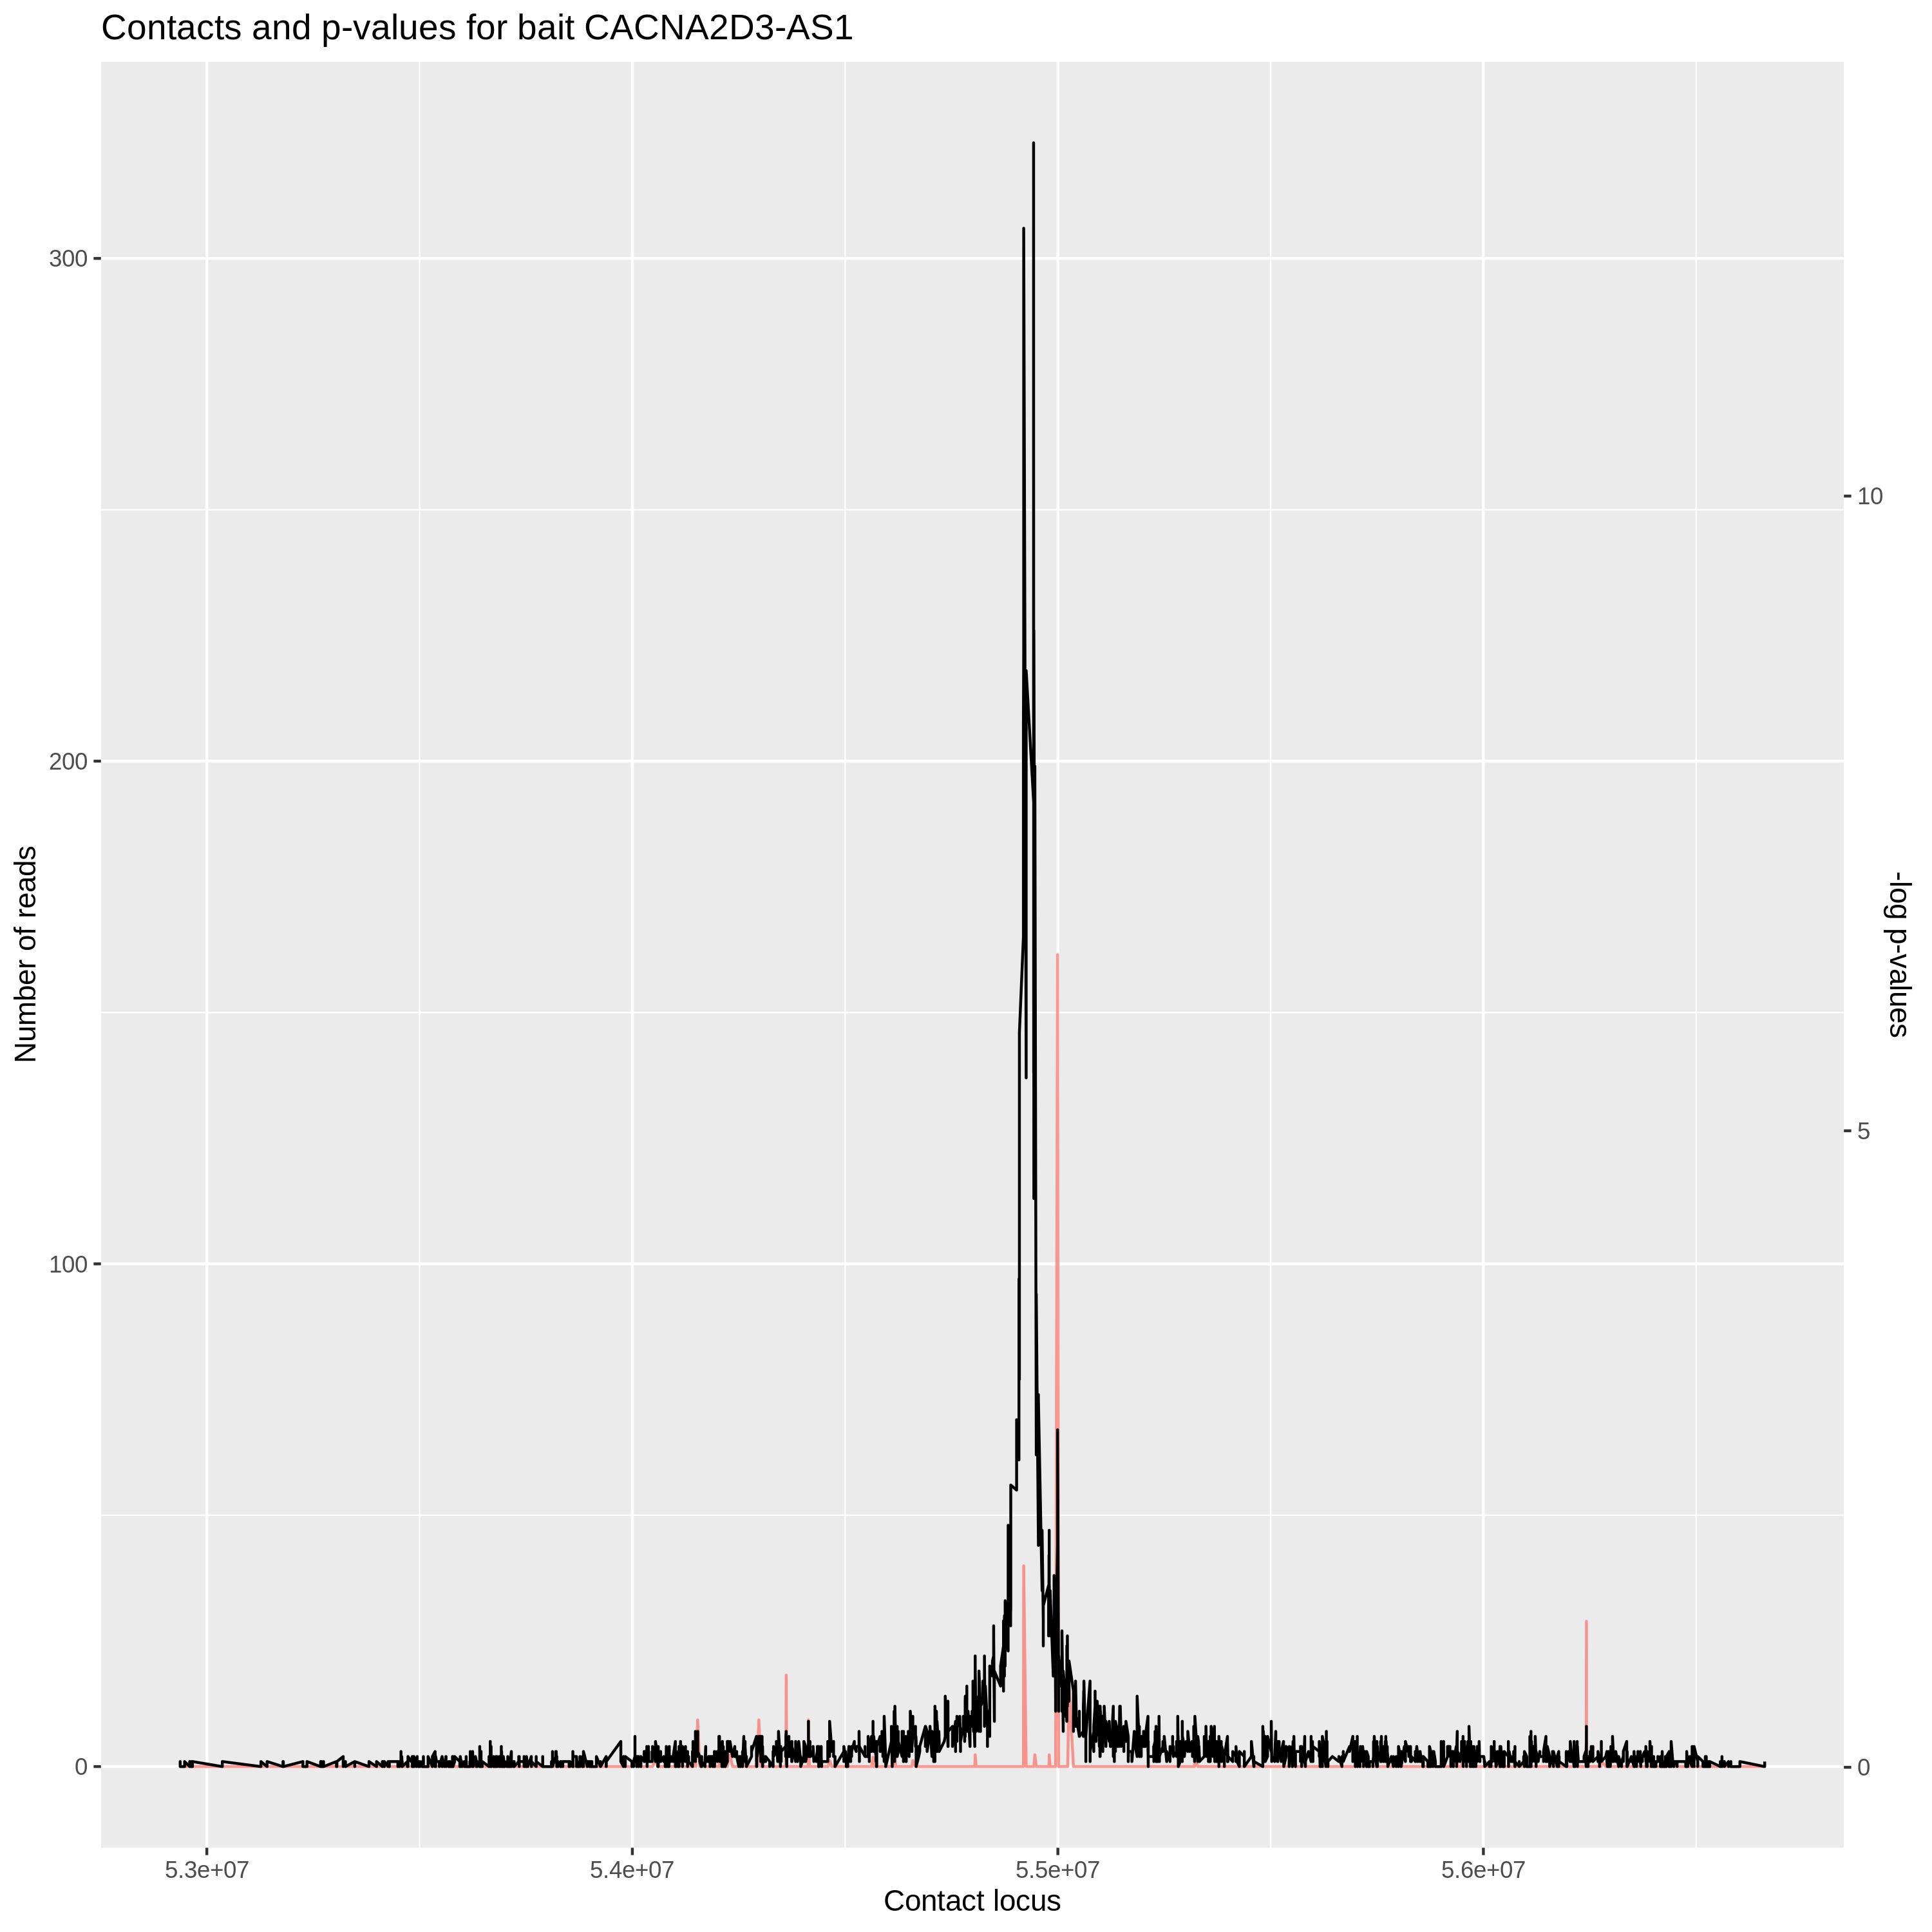 Contacts and p-values for bait CACNA2D3-AS1
300
200
100
0
10
5
0
Number of reads
-log p-values
5.3e+07 5.4e+07 5.5e+07 5.6e+07
Contact locus